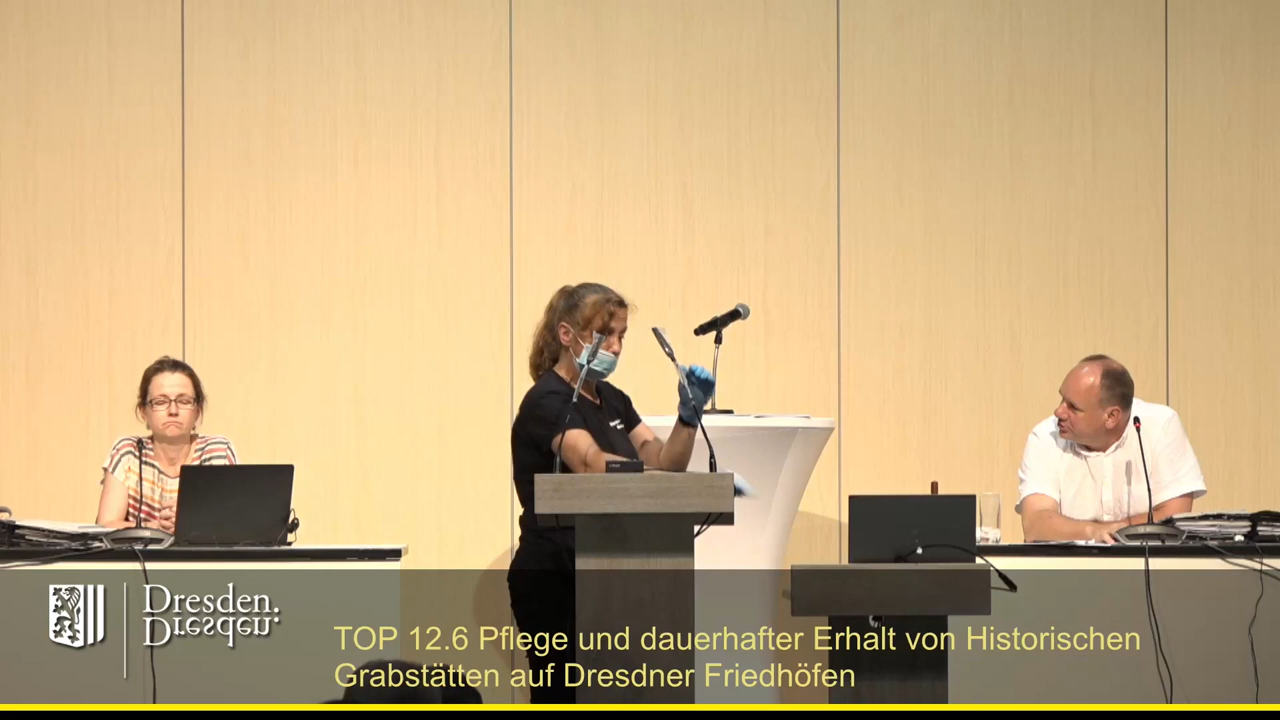 Dresden.
Dresden.
TOP 12.6 Pflege und dauerhafter Erhalt von Historischen
Grabstätten auf Dresdner Friedhöfen